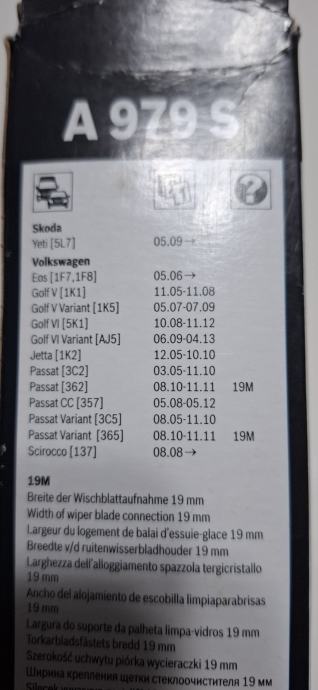 A 979 S
Skoda
Yeti [5L7] 05.09→
Volkswagen
Eos [1F7,1F8] 05.06→
Golf V [1K1] 11.05-11.08
Golf V Variant [1K5] 05.07-07.09
Golf VI [5K1] 10.08-11.12
Golf VI Variant [AJ5] 06.09-04.13
Jetta [1K2] 12.05-10.10
Passat [3C2] 03.05-11.10
Passat [362] 08.10-11.11 19M
Passat CC [357] 05.08-05.12
Passat Variant [3C5] 08.05-11.10
Passat Variant [365] 08.10-11.11 19M
Scirocco [137] 08.08→
19M
Breite der Wischblattaufnahme 19 mm
Width of wiper blade connection 19 mm
Largeur du logement de balai d'essuie-glace 19 mm
Breedte v/d ruitenwisserbladhouder 19 mm
Larghezza dell'alloggiamento spazzola tergicristallo
19 mm
Ancho del alojamiento de escobilla limpiaparabrisas
19 mm
Largura do suporte da palheta limpa-vidros 19 mm
Torkarbladsfästets bredd 19 mm
Szerokość uchwytu piórka wycieraczki 19 mm
Ширина крепления щетки стеклоочистителя 19 мм